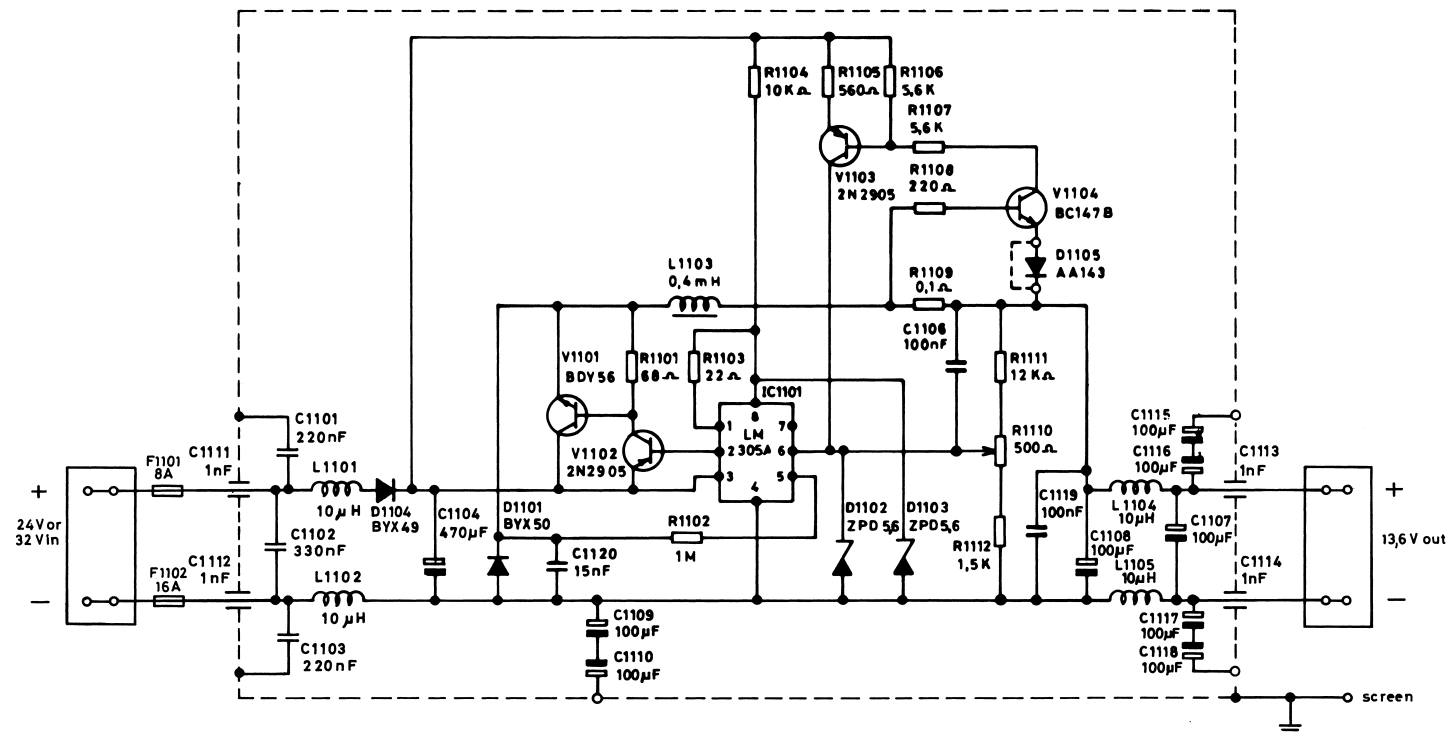 R1104
10KΩ
R1105
560Ω
R1106
5,6K
R1107
5,6K
V1103
2N2905
R1108
220Ω
V1104
BC147B
D1105
AA143
L1103
0,4mH
R1109
0,1Ω
C1106
100nF
V1101
BDY56
R1101
68Ω
R1103
22Ω
R1111
12KΩ
IC1101
8
1
LM
7
2
305A
6
3
4
5
R1110
500Ω
V1102
2N2905
C1101
220nF
C1111
1nF
F1101
8A
L1101
10μH
D1104
BYX49
C1104
470μF
D1101
BYX50
R1102
1M
D1102
ZPD5,6
D1103
ZPD5,6
C1119
100nF
C1115
100μF
C1116
100μF
C1113
1nF
L1104
10μH
C1107
100μF
+
24V or
32V in
−
C1102
330nF
C1112
1nF
F1102
16A
L1102
10μH
C1120
15nF
R1112
1,5K
C1108
100μF
L1105
10μH
C1114
1nF
+
13,6V out
−
C1103
220nF
C1109
100μF
C1110
100μF
C1117
100μF
C1118
100μF
screen